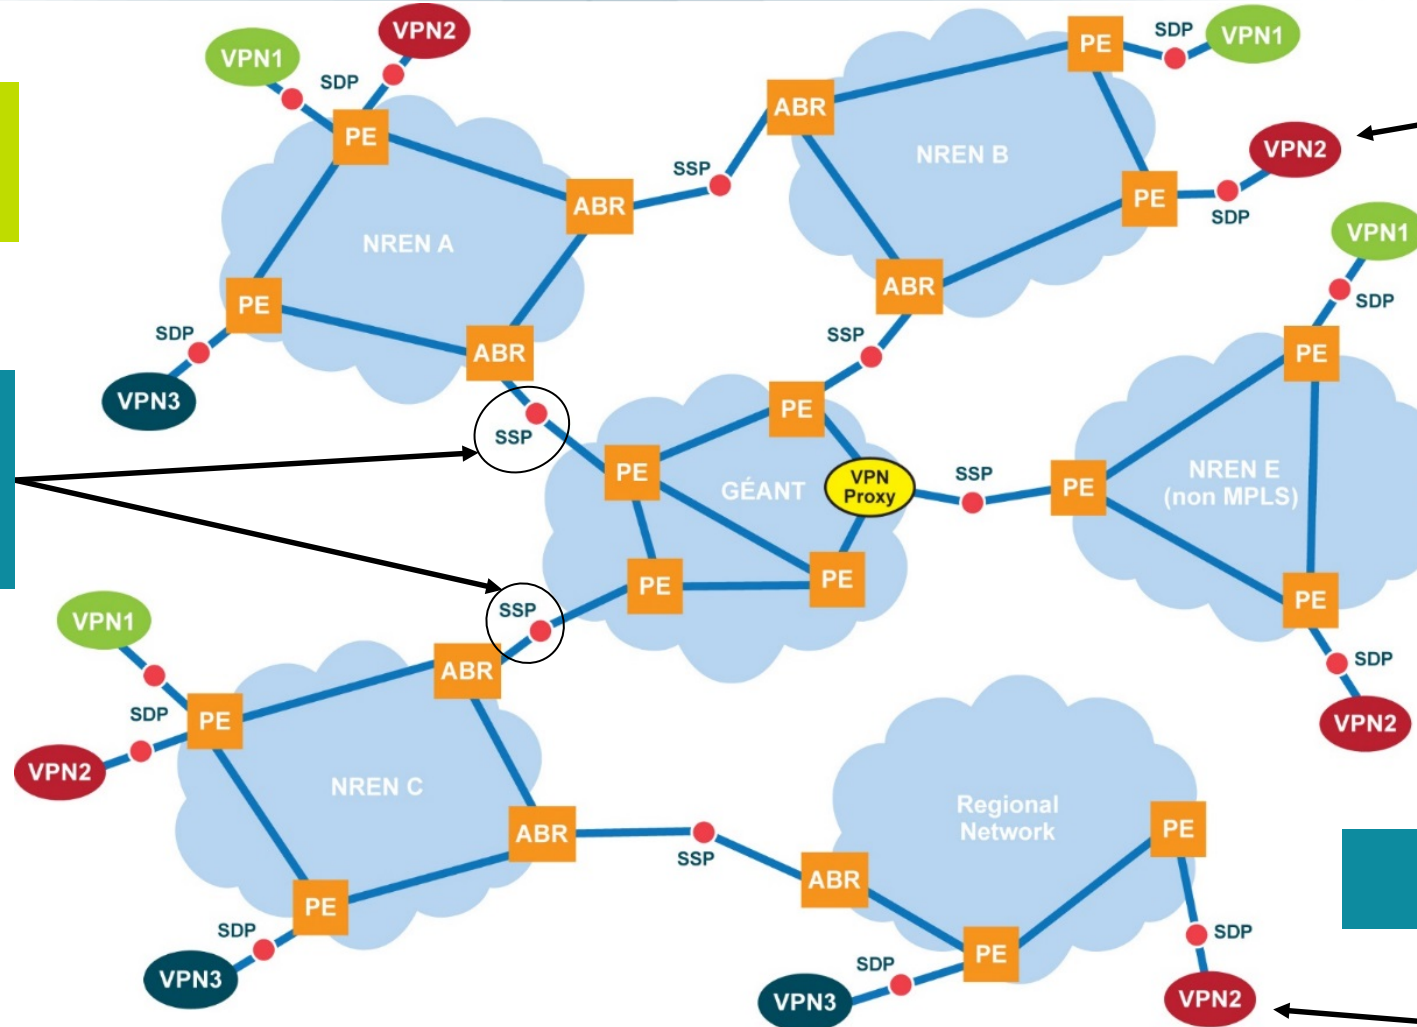 VPN2
VPN1
SDP
PE
NREN A
ABR
PE
SDP
VPN3
ABR
SSP
SSP
ABR
PE
SDP
VPN1
NREN B
VPN2
PE
SDP
ABR
SSP
VPN1
SDP
PE
PE
PE
GÉANT
VPN
Proxy
SSP
PE
NREN E
(non MPLS)
PE
PE
PE
SDP
VPN2
SSP
VPN1
ABR
SDP
PE
VPN2
NREN C
ABR
SSP
PE
SDP
VPN3
Regional
Network
PE
ABR
PE
SDP
SDP
VPN3
VPN2